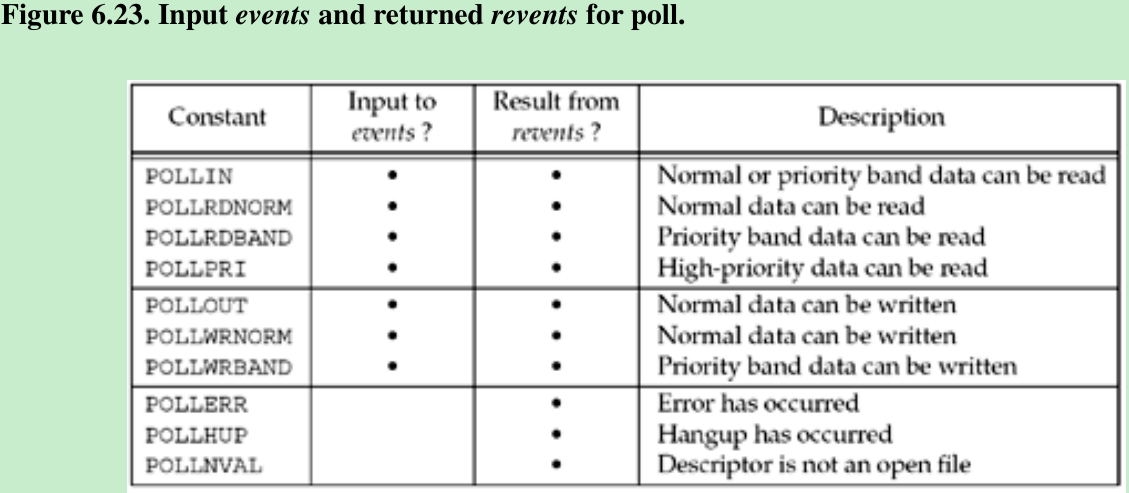 Figure 6.23. Input events and returned revents for poll.
Constant Input to events ? Result from revents ? Description
POLLIN • • Normal or priority band data can be read
POLLRDNORM • • Normal data can be read
POLLRDBAND • • Priority band data can be read
POLLPRI • • High-priority data can be read
POLLOUT • • Normal data can be written
POLLWRNORM • • Normal data can be written
POLLWRBAND • • Priority band data can be written
POLLERR • Error has occurred
POLLHUP • Hangup has occurred
POLLNVAL • Descriptor is not an open file